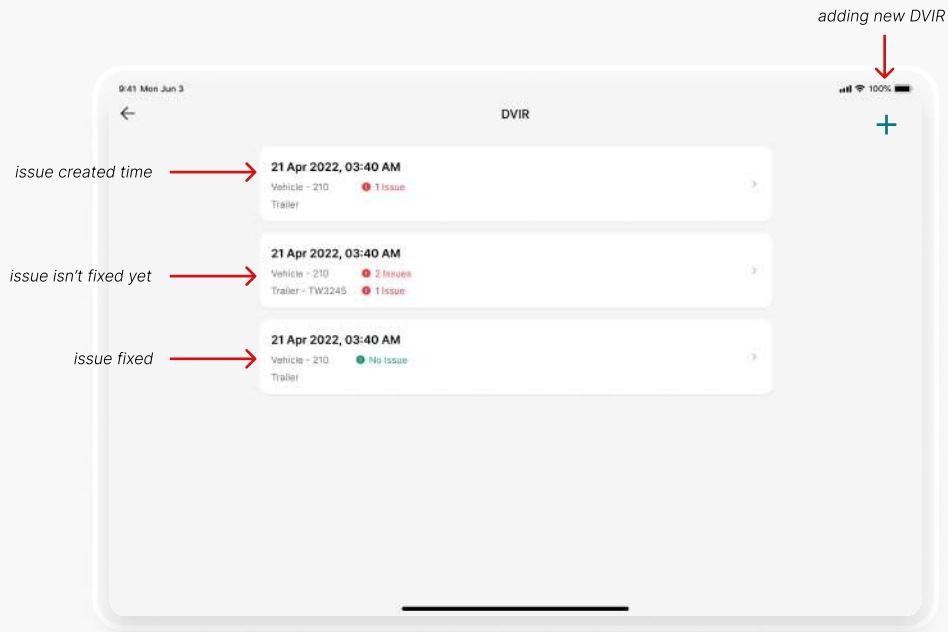 adding new DVIR
9:41 Mon Jun 3
100%
DVIR
issue created time
21 Apr 2022, 03:40 AM
Vehicle - 210 1 Issue
Trailer
issue isn't fixed yet
21 Apr 2022, 03:40 AM
Vehicle - 210 2 Issues
Trailer - TW3245 1 Issue
issue fixed
21 Apr 2022, 03:40 AM
Vehicle - 210 No Issue
Trailer